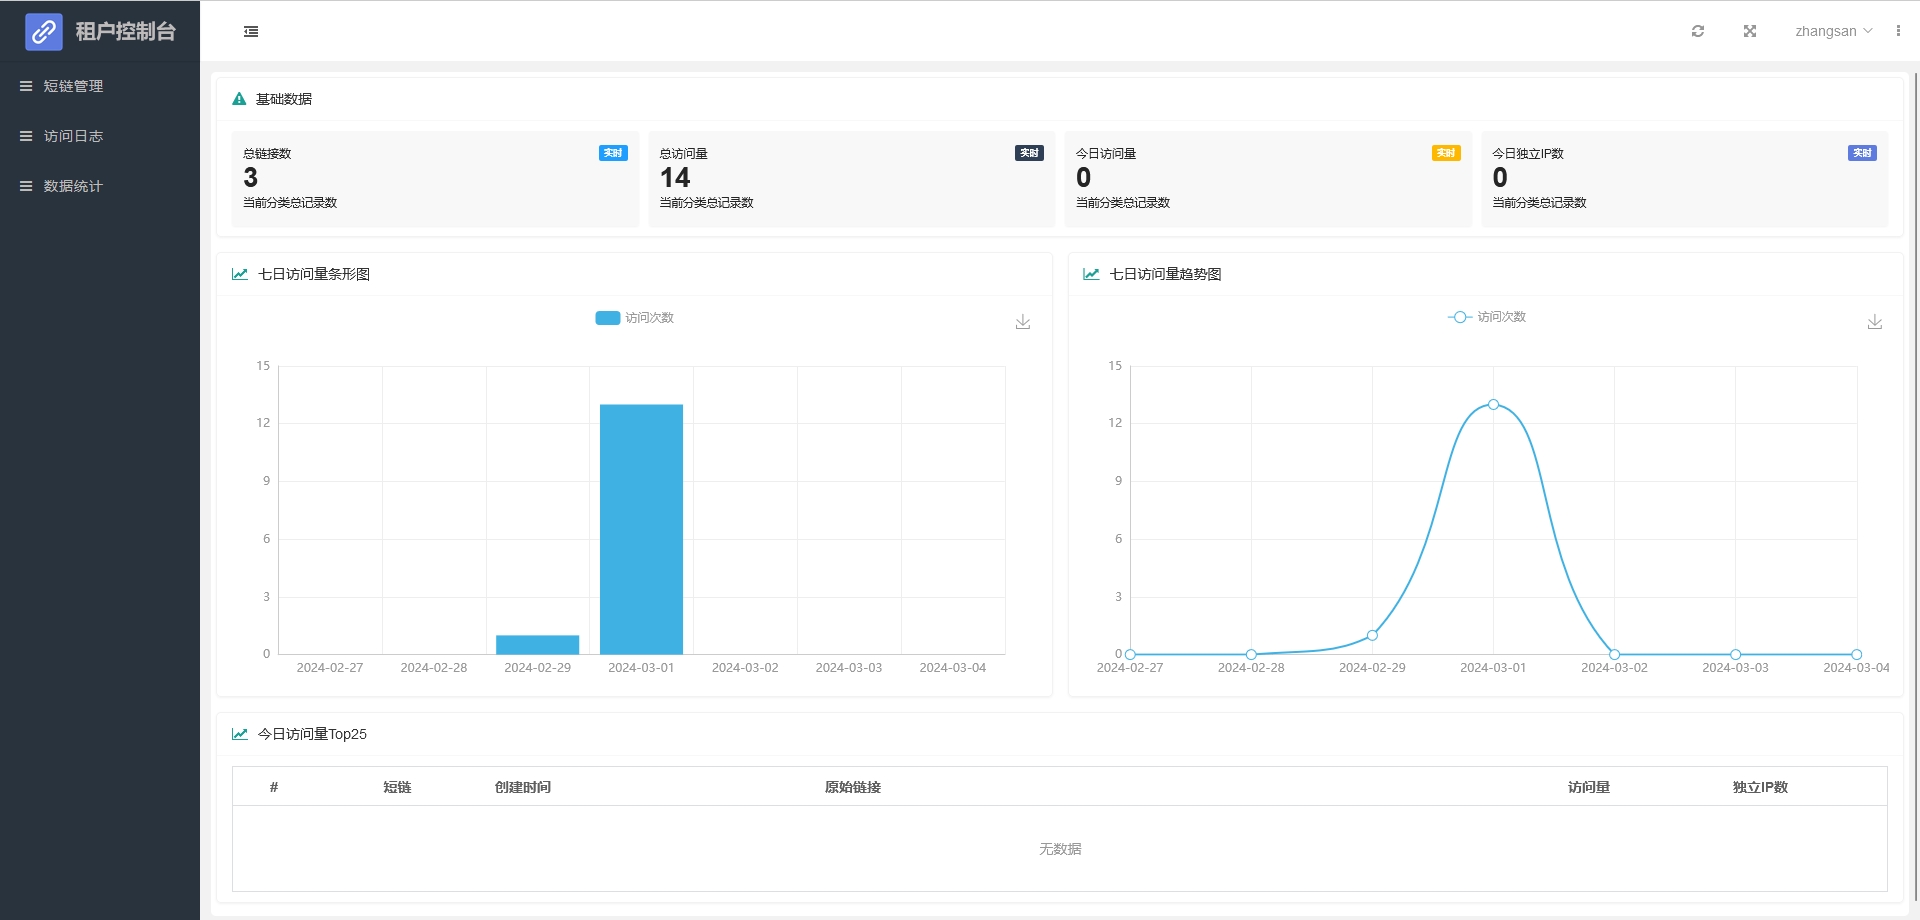 租户控制台
zhangsan
短链管理
访问日志
数据统计
基础数据
总链接数
实时
3
当前分类总记录数
总访问量
实时
14
当前分类总记录数
今日访问量
实时
0
当前分类总记录数
今日独立IP数
实时
0
当前分类总记录数
七日访问量条形图
访问次数
15
12
9
6
3
0
2024-02-27
2024-02-28
2024-02-29
2024-03-01
2024-03-02
2024-03-03
2024-03-04
七日访问量趋势图
访问次数
15
12
9
6
3
0
2024-02-27
2024-02-28
2024-02-29
2024-03-01
2024-03-02
2024-03-03
2024-03-04
今日访问量Top25
# 短链 创建时间 原始链接 访问量 独立IP数
无数据